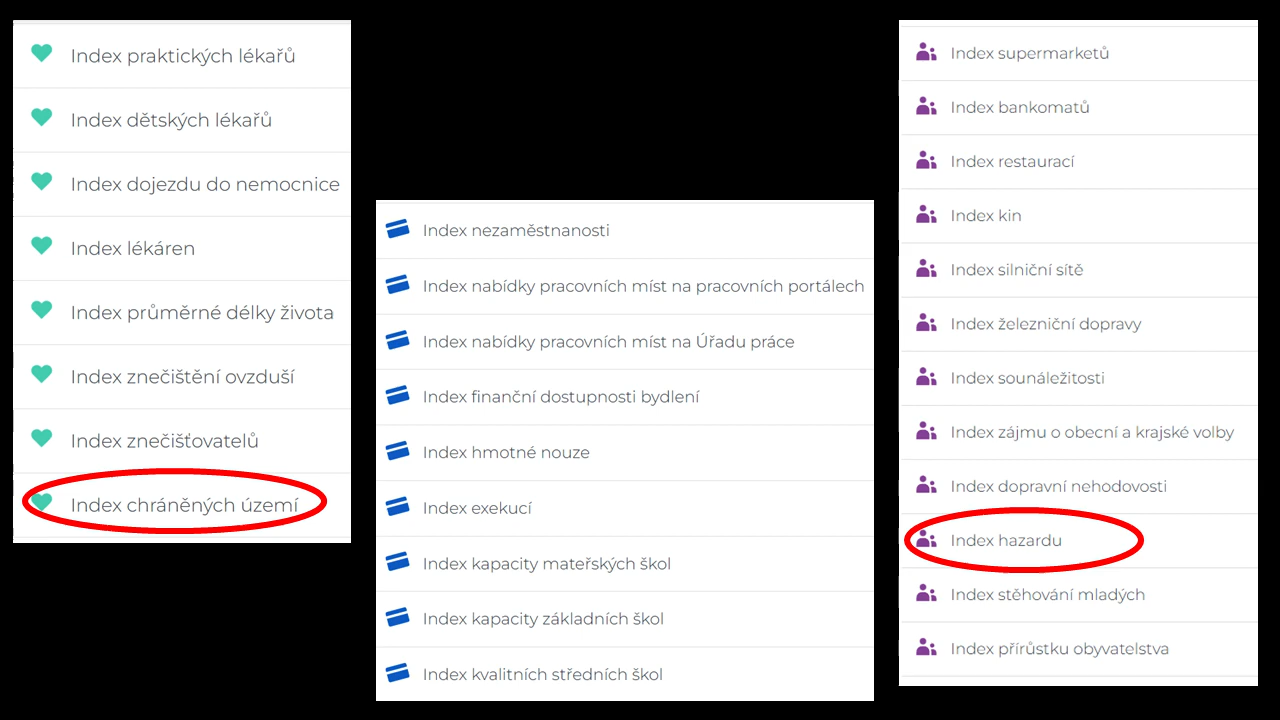 Index praktických lékařů
Index dětských lékařů
Index dojezdu do nemocnice
Index lékáren
Index průměrné délky života
Index znečištění ovzduší
Index znečišťovatelů
Index chráněných území
Index nezaměstnanosti
Index nabídky pracovních míst na pracovních portálech
Index nabídky pracovních míst na Úřadu práce
Index finanční dostupnosti bydlení
Index hmotné nouze
Index exekucí
Index kapacity mateřských škol
Index kapacity základních škol
Index kvalitních středních škol
Index supermarketů
Index bankomatů
Index restaurací
Index kin
Index silniční sítě
Index železniční dopravy
Index sounáležitosti
Index zájmu o obecní a krajské volby
Index dopravní nehodovosti
Index hazardu
Index stěhování mladých
Index přírůstku obyvatelstva